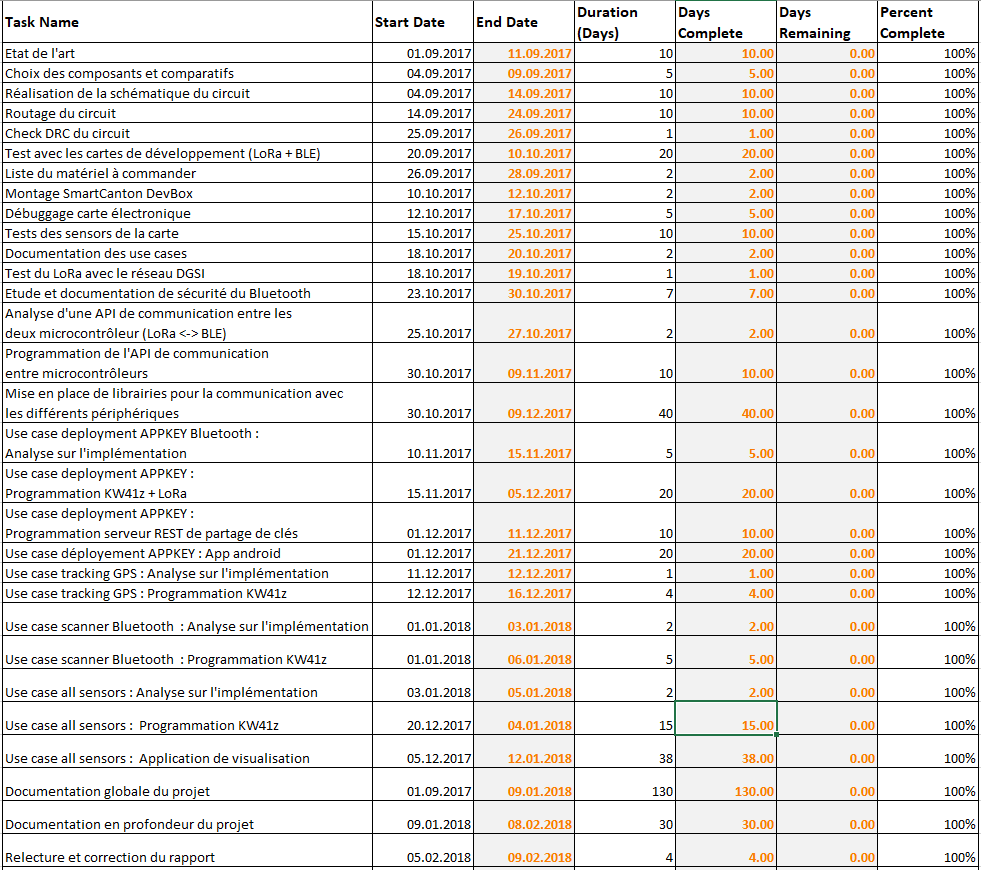 Task Name Start Date End Date Duration (Days) Days Complete Days Remaining Percent Complete
Etat de l'art 01.09.2017 11.09.2017 10 10.00 0.00 100%
Choix des composants et comparatifs 04.09.2017 09.09.2017 5 5.00 0.00 100%
Réalisation de la schématique du circuit 04.09.2017 14.09.2017 10 10.00 0.00 100%
Routage du circuit 14.09.2017 24.09.2017 10 10.00 0.00 100%
Check DRC du circuit 25.09.2017 26.09.2017 1 1.00 0.00 100%
Test avec les cartes de développement (LoRa + BLE) 20.09.2017 10.10.2017 20 20.00 0.00 100%
Liste du matériel à commander 26.09.2017 28.09.2017 2 2.00 0.00 100%
Montage SmartCanton DevBox 10.10.2017 12.10.2017 2 2.00 0.00 100%
Débuggage carte électronique 12.10.2017 17.10.2017 5 5.00 0.00 100%
Tests des sensors de la carte 15.10.2017 25.10.2017 10 10.00 0.00 100%
Documentation des use cases 18.10.2017 20.10.2017 2 2.00 0.00 100%
Test du LoRa avec le réseau DGSI 18.10.2017 19.10.2017 1 1.00 0.00 100%
Etude et documentation de sécurité du Bluetooth 23.10.2017 30.10.2017 7 7.00 0.00 100%
Analyse d'une API de communication entre les
deux microcontrôleur (LoRa <-> BLE) 25.10.2017 27.10.2017 2 2.00 0.00 100%
Programmation de l'API de communication
entre microcontrôleurs 30.10.2017 09.11.2017 10 10.00 0.00 100%
Mise en place de librairies pour la communication avec
les différents périphériques 30.10.2017 09.12.2017 40 40.00 0.00 100%
Use case deployment APPKEY Bluetooth :
Analyse sur l'implémentation 10.11.2017 15.11.2017 5 5.00 0.00 100%
Use case deployment APPKEY :
Programmation KW41z + LoRa 15.11.2017 05.12.2017 20 20.00 0.00 100%
Use case deployment APPKEY :
Programmation serveur REST de partage de clés 01.12.2017 11.12.2017 10 10.00 0.00 100%
Use case déployement APPKEY : App android 01.12.2017 21.12.2017 20 20.00 0.00 100%
Use case tracking GPS : Analyse sur l'implémentation 11.12.2017 12.12.2017 1 1.00 0.00 100%
Use case tracking GPS : Programmation KW41z 12.12.2017 16.12.2017 4 4.00 0.00 100%
Use case scanner Bluetooth : Analyse sur l'implémentation 01.01.2018 03.01.2018 2 2.00 0.00 100%
Use case scanner Bluetooth : Programmation KW41z 01.01.2018 06.01.2018 5 5.00 0.00 100%
Use case all sensors : Analyse sur l'implémentation 03.01.2018 05.01.2018 2 2.00 0.00 100%
Use case all sensors : Programmation KW41z 20.12.2017 04.01.2018 15 15.00 0.00 100%
Use case all sensors : Application de visualisation 05.12.2017 12.01.2018 38 38.00 0.00 100%
Documentation globale du projet 01.09.2017 09.01.2018 130 130.00 0.00 100%
Documentation en profondeur du projet 09.01.2018 08.02.2018 30 30.00 0.00 100%
Relecture et correction du rapport 05.02.2018 09.02.2018 4 4.00 0.00 100%